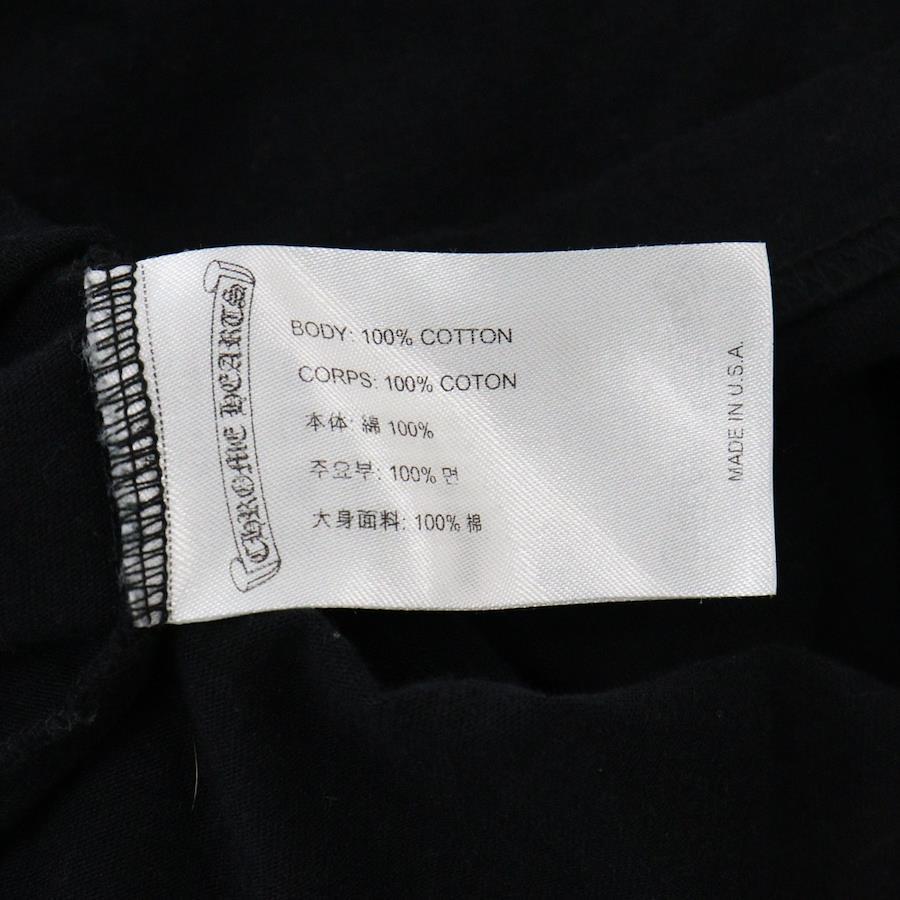 CHROME HEARTS
BODY: 100% COTTON
CORPS: 100% COTON
本体: 綿 100%
주요부: 100% 면
大身面料: 100% 棉
MADE IN U.S.A.